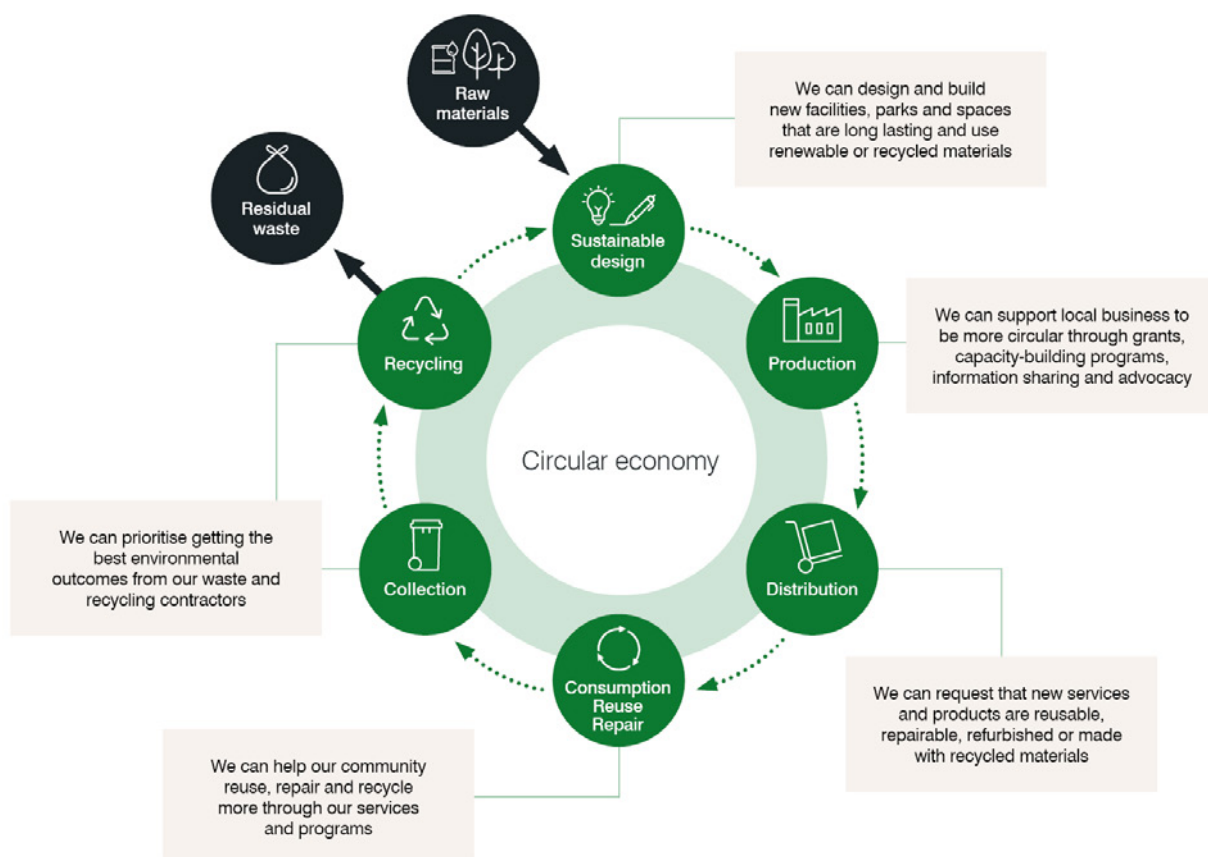 Raw
materials
We can design and build
new facilities, parks and spaces
that are long lasting and use
renewable or recycled materials
Residual
waste
Sustainable
design
Recycling
Production
We can support local business to
be more circular through grants,
capacity-building programs,
information sharing and advocacy
Circular economy
We can prioritise getting the
best environmental
outcomes from our waste and
recycling contractors
Collection
Distribution
Consumption
Reuse
Repair
We can request that new services
and products are reusable,
repairable, refurbished or made
with recycled materials
We can help our community
reuse, repair and recycle
more through our services
and programs